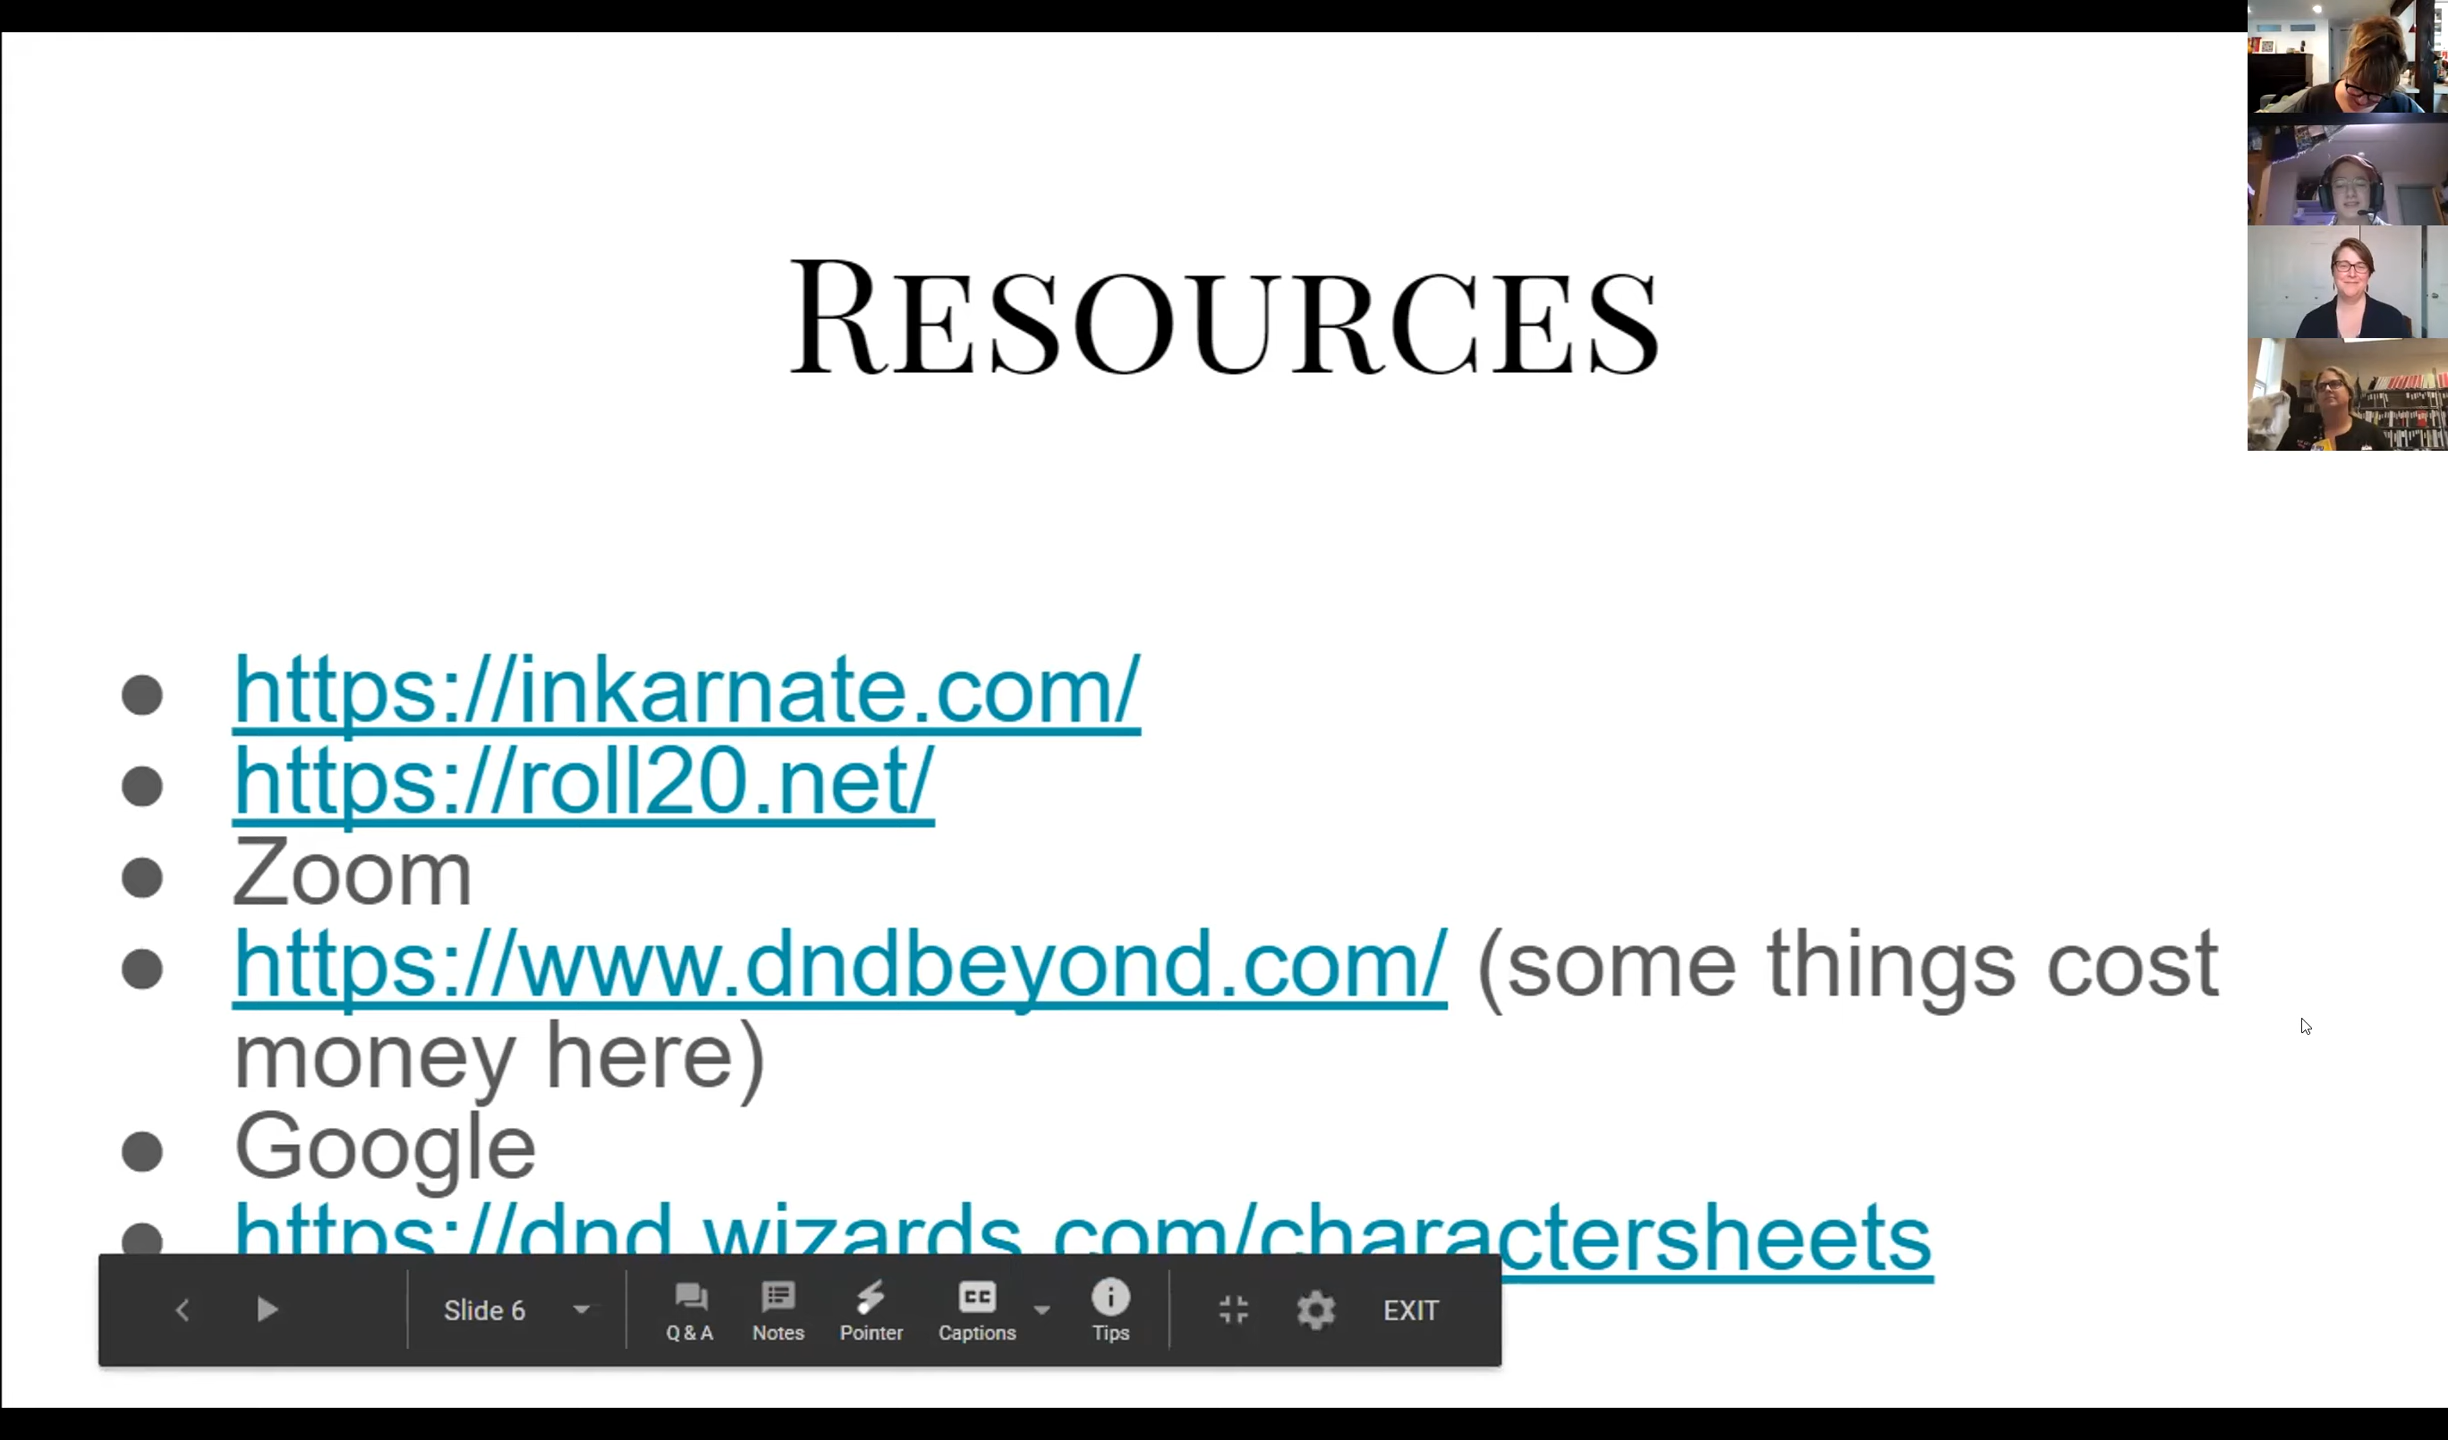 RESOURCES
https://inkarnate.com/
https://roll20.net/
Zoom
https://www.dndbeyond.com/ (some things cost
money here)
Google
https://dnd.wizards.com/charactersheets
Slide 6
Q & A
Notes
Pointer
CC
Captions
Tips
EXIT